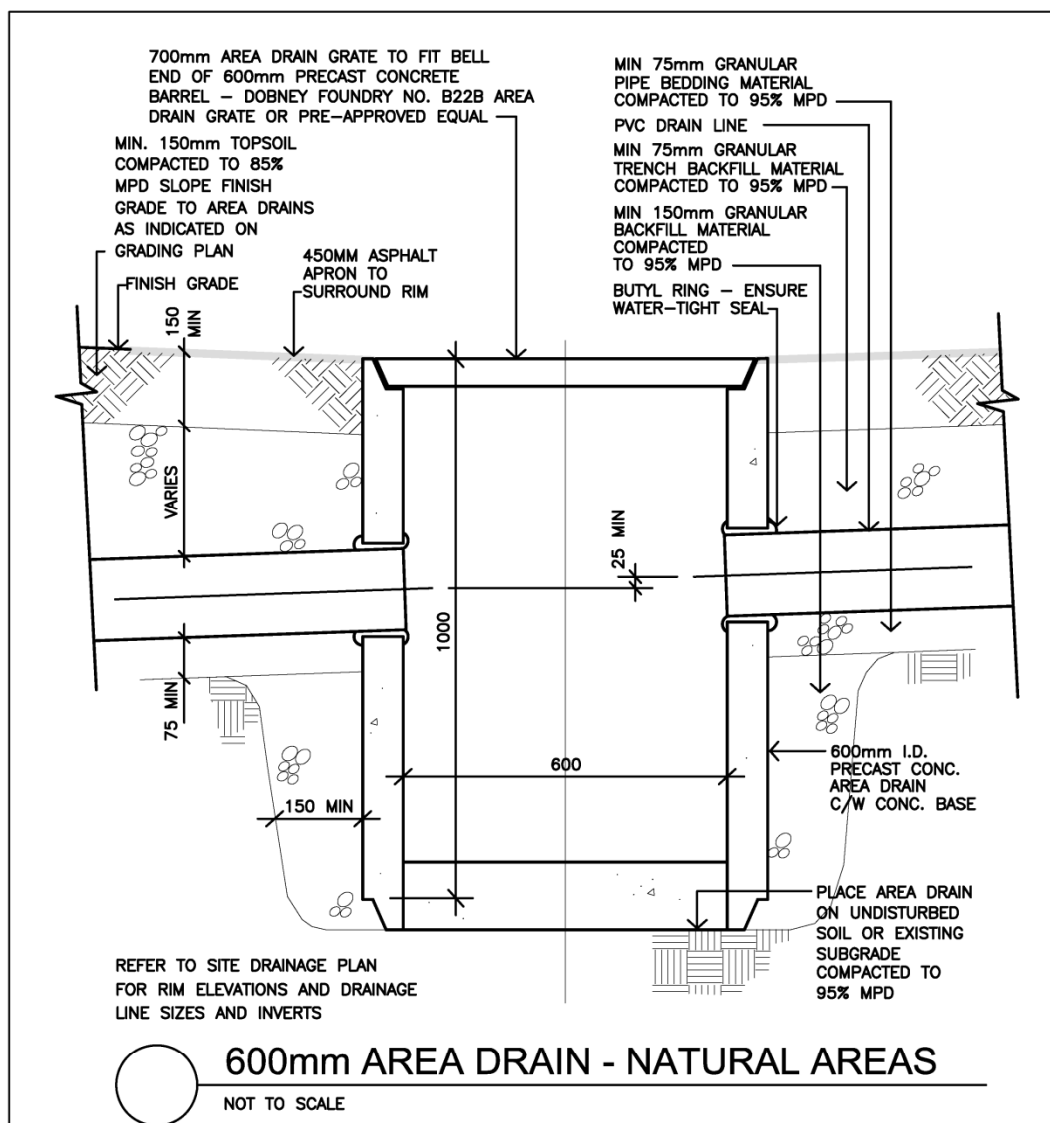 700mm AREA DRAIN GRATE TO FIT BELL
END OF 600mm PRECAST CONCRETE
BARREL – DOBNEY FOUNDRY NO. B22B AREA
DRAIN GRATE OR PRE–APPROVED EQUAL
MIN. 150mm TOPSOIL
COMPACTED TO 85%
MPD SLOPE FINISH
GRADE TO AREA DRAINS
AS INDICATED ON
GRADING PLAN
FINISH GRADE
450MM ASPHALT
APRON TO
SURROUND RIM
MIN 75mm GRANULAR
PIPE BEDDING MATERIAL
COMPACTED TO 95% MPD
PVC DRAIN LINE
MIN 75mm GRANULAR
TRENCH BACKFILL MATERIAL
COMPACTED TO 95% MPD
MIN 150mm GRANULAR
BACKFILL MATERIAL
COMPACTED
TO 95% MPD
BUTYL RING – ENSURE
WATER–TIGHT SEAL
150
MIN
VARIES
75 MIN
25 MIN
1000
600
150 MIN
600mm I.D.
PRECAST CONC.
AREA DRAIN
C/W CONC. BASE
PLACE AREA DRAIN
ON UNDISTURBED
SOIL OR EXISTING
SUBGRADE
COMPACTED TO
95% MPD
REFER TO SITE DRAINAGE PLAN
FOR RIM ELEVATIONS AND DRAINAGE
LINE SIZES AND INVERTS
600mm AREA DRAIN - NATURAL AREAS
NOT TO SCALE